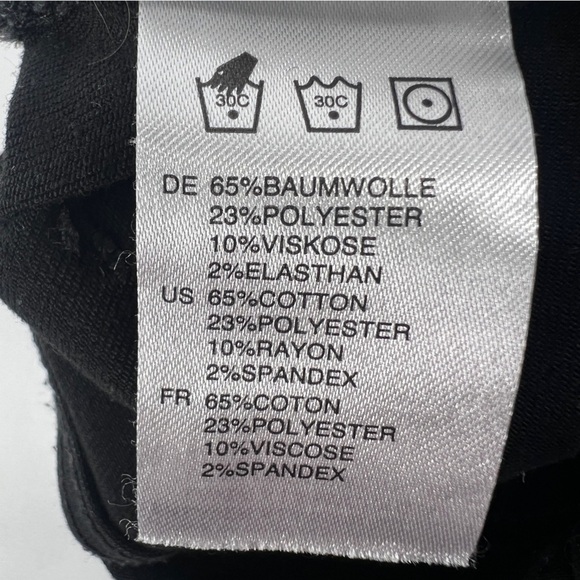 30C 30C
DE 65%BAUMWOLLE
23%POLYESTER
10%VISKOSE
2%ELASTHAN
US 65%COTTON
23%POLYESTER
10%RAYON
2%SPANDEX
FR 65%COTON
23%POLYESTER
10%VISCOSE
2%SPANDEX